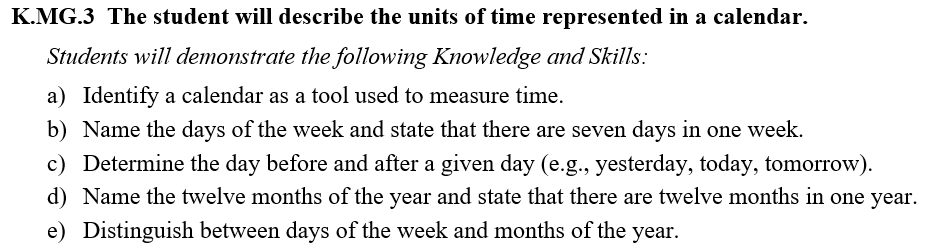 K.MG.3 The student will describe the units of time represented in a calendar.
Students will demonstrate the following Knowledge and Skills:
a) Identify a calendar as a tool used to measure time.
b) Name the days of the week and state that there are seven days in one week.
c) Determine the day before and after a given day (e.g., yesterday, today, tomorrow).
d) Name the twelve months of the year and state that there are twelve months in one year.
e) Distinguish between days of the week and months of the year.